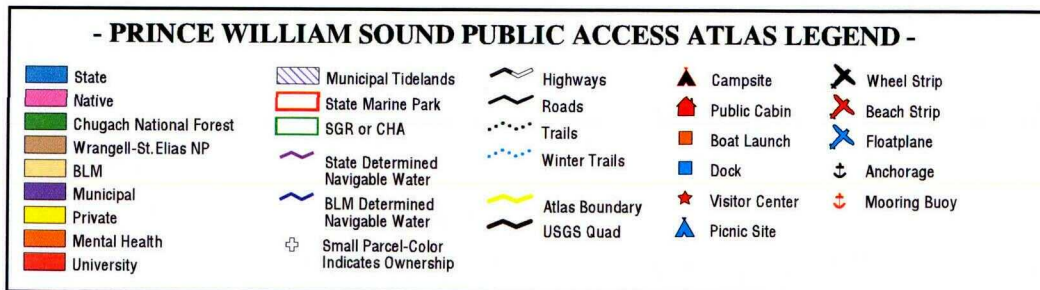 - PRINCE WILLIAM SOUND PUBLIC ACCESS ATLAS LEGEND -
State
Native
Chugach National Forest
Wrangell-St.Elias NP
BLM
Municipal
Private
Mental Health
University
Municipal Tidelands
State Marine Park
SGR or CHA
State Determined
Navigable Water
BLM Determined
Navigable Water
Small Parcel-Color
Indicates Ownership
Highways
Roads
Trails
Winter Trails
Atlas Boundary
USGS Quad
Campsite
Public Cabin
Boat Launch
Dock
Visitor Center
Picnic Site
Wheel Strip
Beach Strip
Floatplane
Anchorage
Mooring Buoy